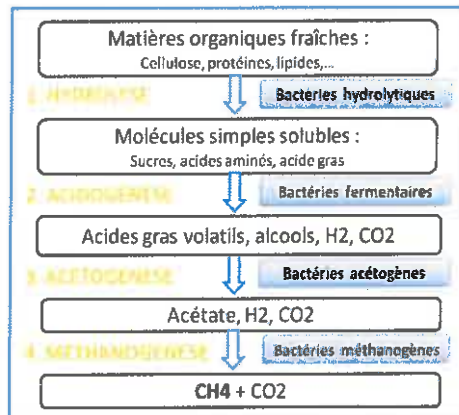 Matières organiques fraîches :
Cellulose, protéines, lipides,...
1. HYDROLYSE
Bactéries hydrolytiques
Molécules simples solubles :
Sucres, acides aminés, acide gras
2. ACIDOGENESE
Bactéries fermentaires
Acides gras volatils, alcools, H2, CO2
3. ACETOGENESE
Bactéries acétogènes
Acétate, H2, CO2
4. METHANOGENESE
Bactéries méthanogènes
CH4 + CO2